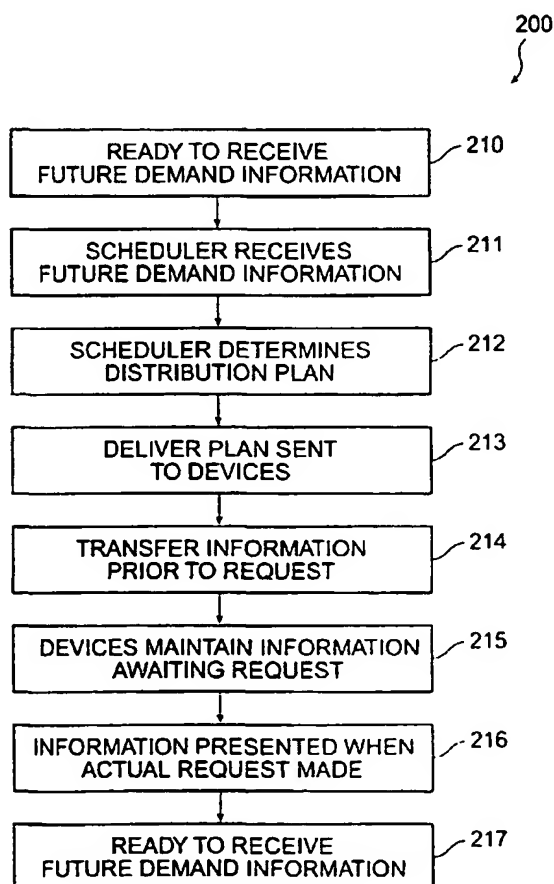 200
READY TO RECEIVE
FUTURE DEMAND INFORMATION
210
SCHEDULER RECEIVES
FUTURE DEMAND INFORMATION
211
SCHEDULER DETERMINES
DISTRIBUTION PLAN
212
DELIVER PLAN SENT
TO DEVICES
213
TRANSFER INFORMATION
PRIOR TO REQUEST
214
DEVICES MAINTAIN INFORMATION
AWAITING REQUEST
215
INFORMATION PRESENTED WHEN
ACTUAL REQUEST MADE
216
READY TO RECEIVE
FUTURE DEMAND INFORMATION
217